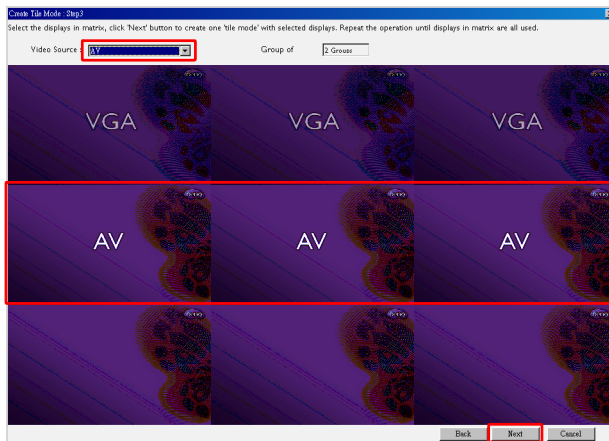 Create Tile Mode : Step3
Select the displays in matrix, click 'Next' button to create one 'tile mode' with selected displays. Repeat the operation until displays in matrix are all used.
Video Source : AV Group of 2 Groups
VGA VGA VGA
AV AV AV
Back Next Cancel